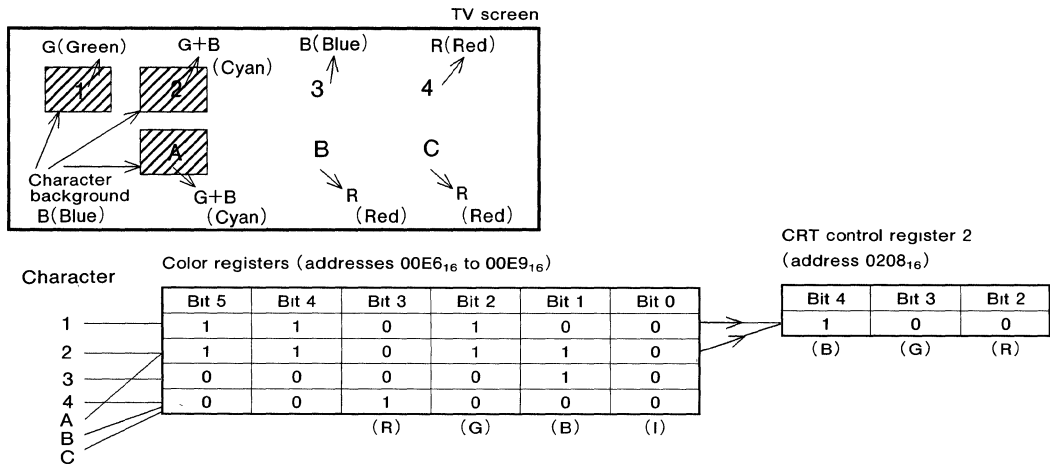 TV screen
G(Green) G+B (Cyan) B(Blue) R(Red)
1 2 3 4
A B C
Character
background
B(Blue)
G+B
(Cyan)
R
(Red)
R
(Red)
CRT control register 2
(address 0208₁₆)
Character
Color registers (addresses 00E6₁₆ to 00E9₁₆)
Bit 5 Bit 4 Bit 3 Bit 2 Bit 1 Bit 0
Bit 4 Bit 3 Bit 2
1 1 1 0 1 0 0
1 0 0
(B) (G) (R)
2 1 1 0 1 1 0
3 0 0 0 0 1 0
4 0 0 1 0 0 0
A
B
C
(R) (G) (B) (I)